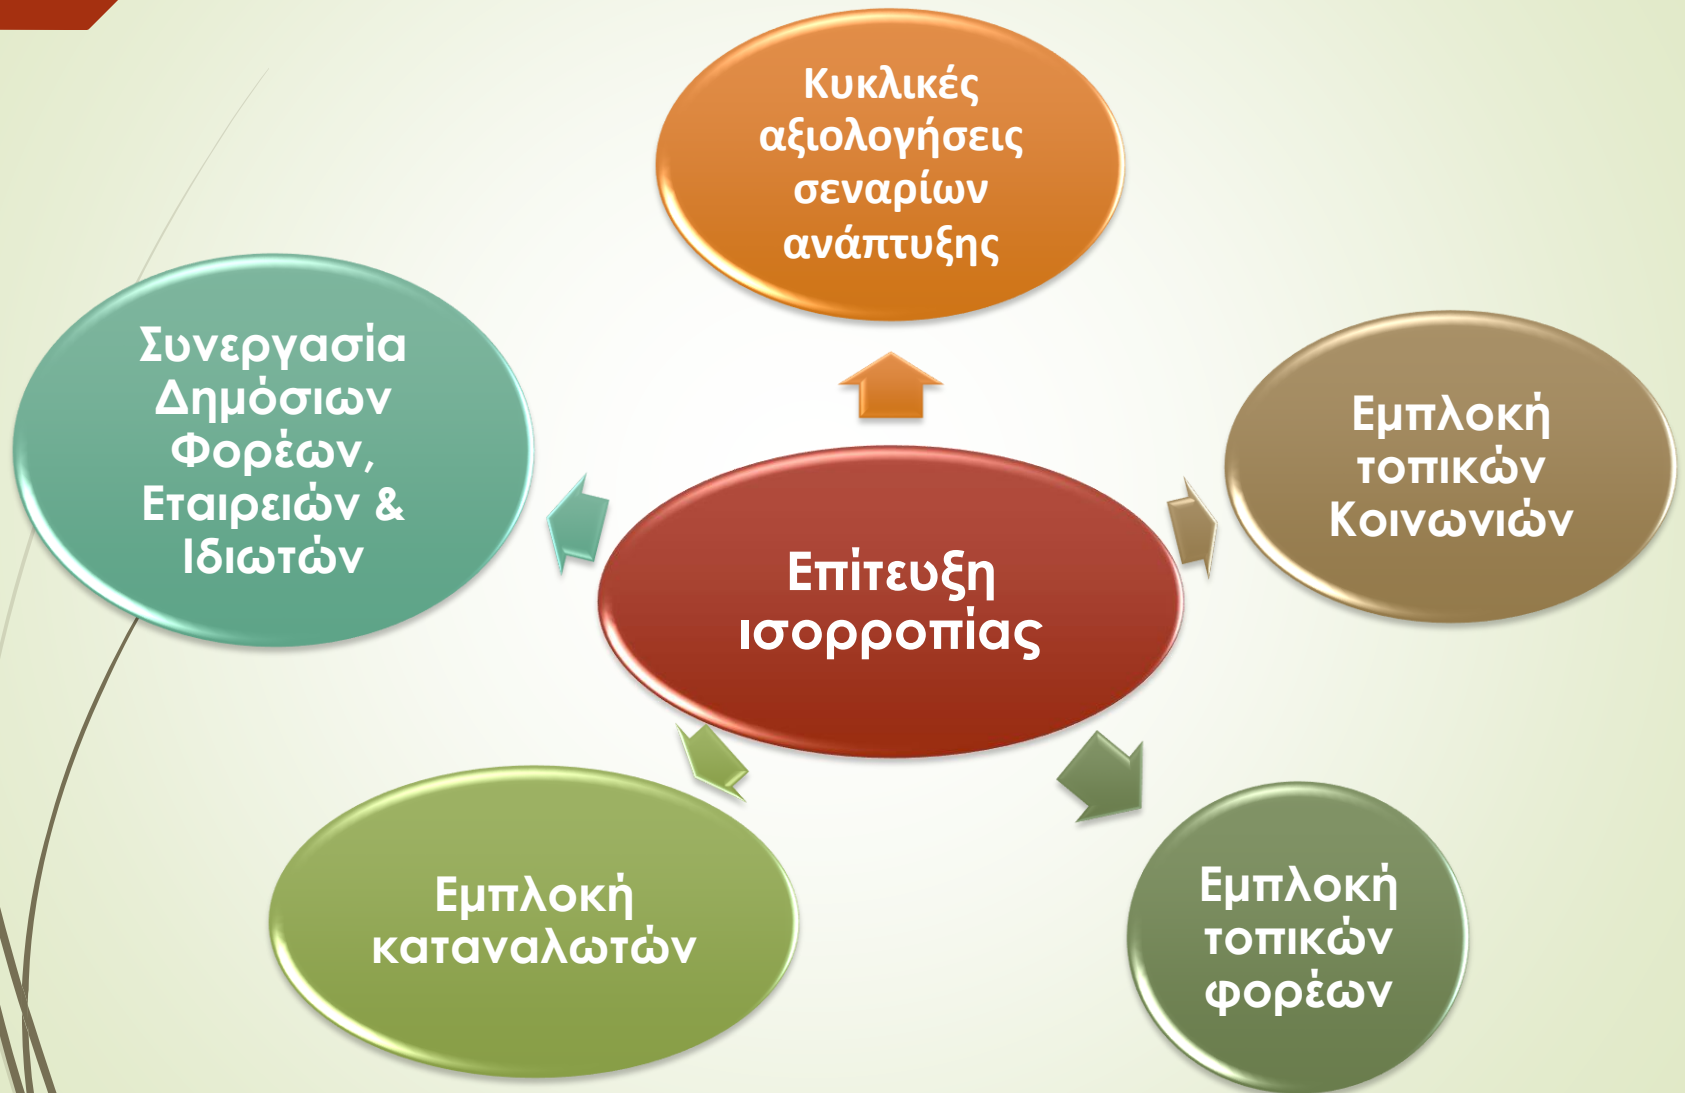 Κυκλικές
αξιολογήσεις
σεναρίων
ανάπτυξης
Συνεργασία
Δημόσιων
Φορέων,
Εταιρειών &
Ιδιωτών
Εμπλοκή
τοπικών
Κοινωνιών
Επίτευξη
ισορροπίας
Εμπλοκή
καταναλωτών
Εμπλοκή
τοπικών
φορέων